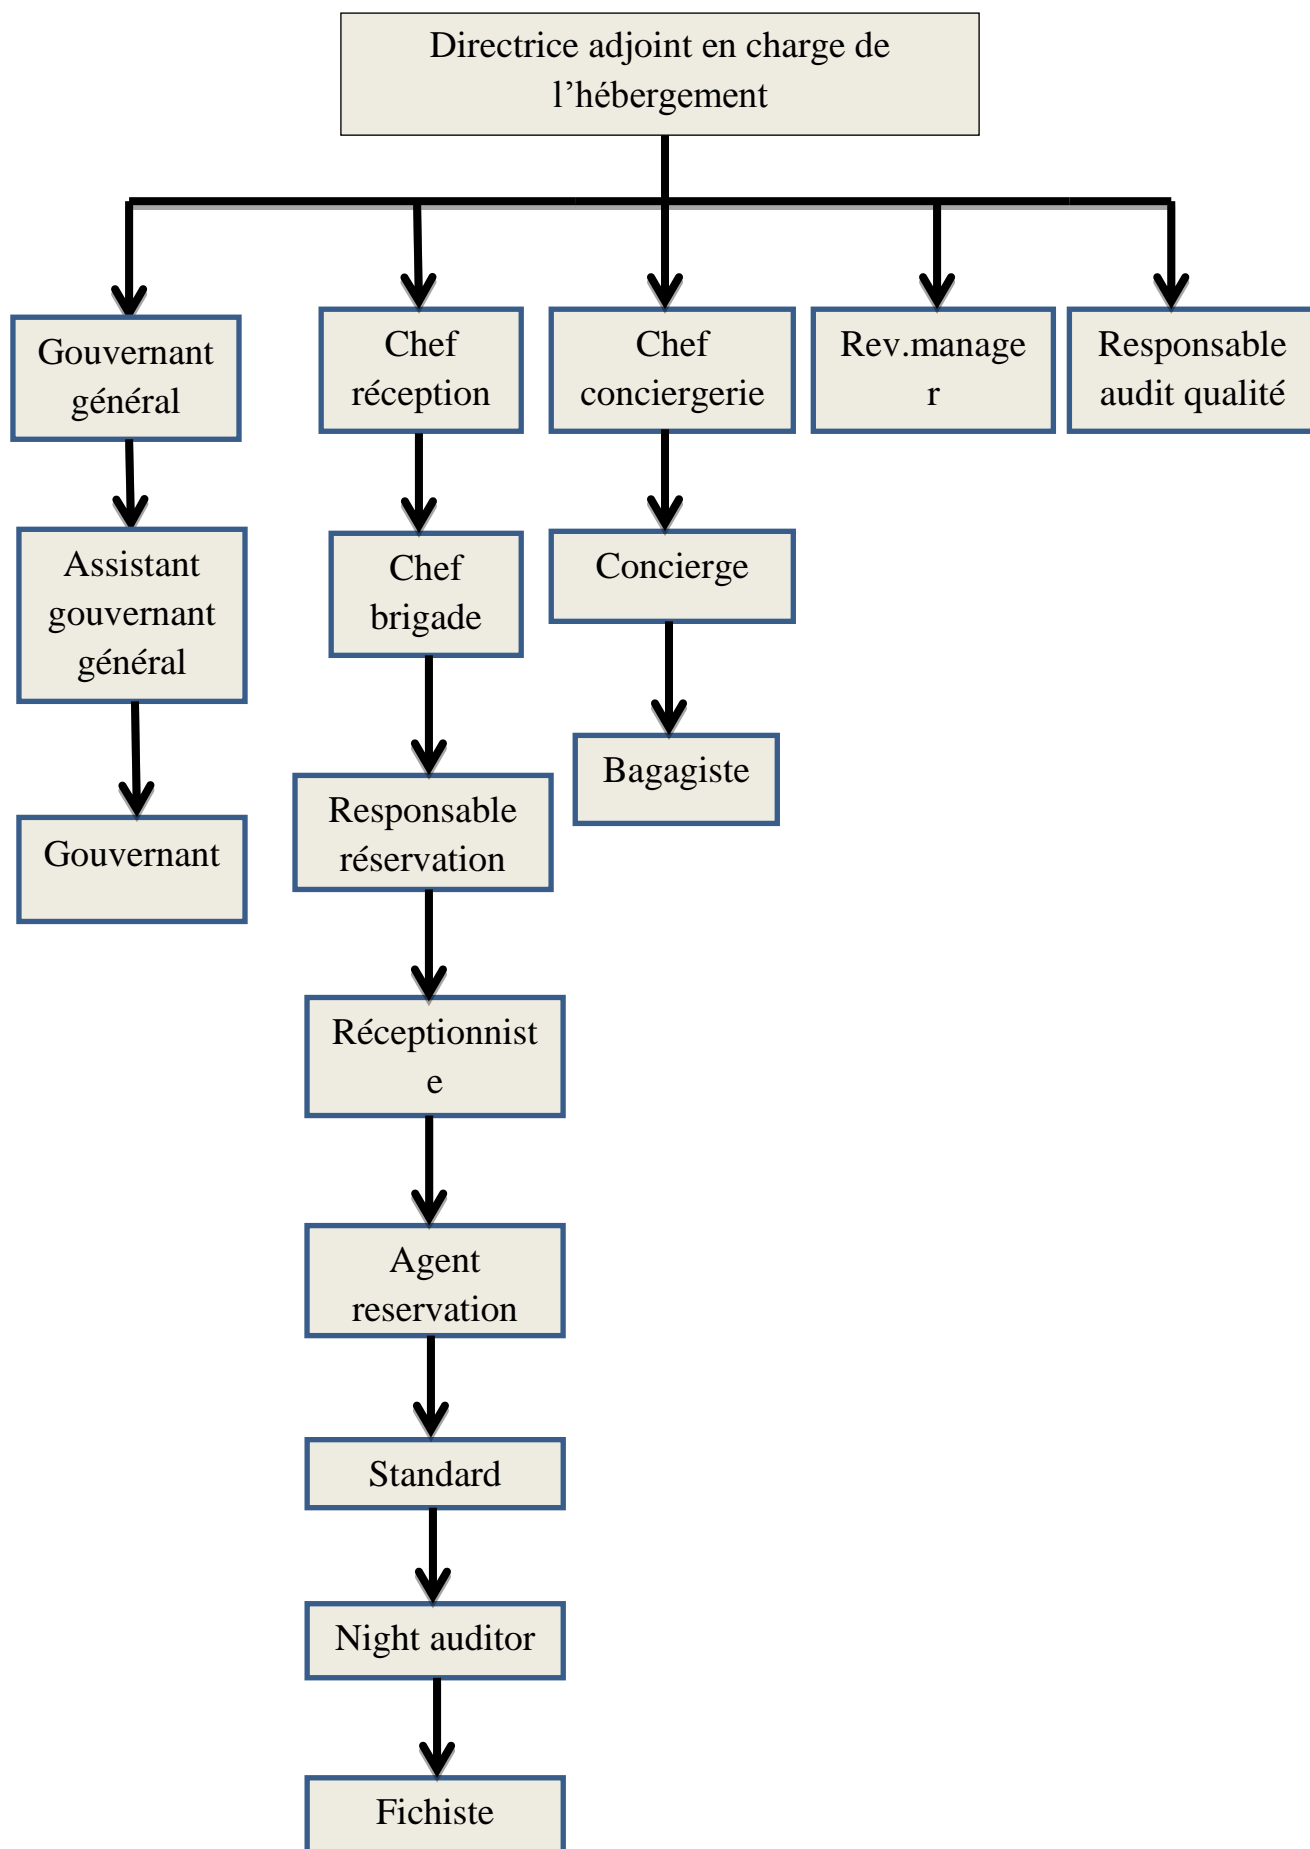 Directrice adjoint en charge de
l’hébergement
Gouvernant
général
Chef
réception
Chef
conciergerie
Rev.manage
r
Responsable
audit qualité
Assistant
gouvernant
général
Chef
brigade
Concierge
Gouvernant
Responsable
réservation
Bagagiste
Réceptionnist
e
Agent
reservation
Standard
Night auditor
Fichiste